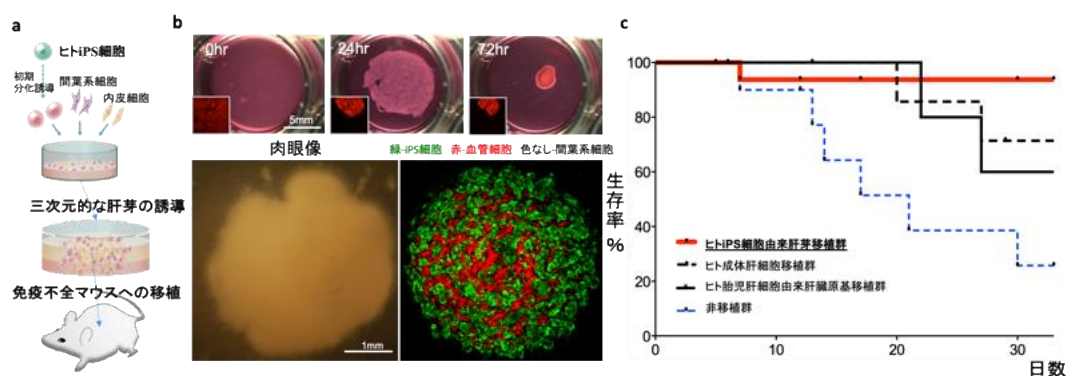 a
ヒトiPS細胞
初期
分化誘導
間葉系細胞
内皮細胞
三次元的な肝芽の誘導
免疫不全マウスへの移植
b
0hr
24hr
72hr
5mm
肉眼像
緑-iPS細胞 赤-血管細胞 色なし-間葉系細胞
1mm
c
生存率%
100
80
60
40
20
0
ヒトiPS細胞由来肝芽移植群
ヒト成体肝細胞移植群
ヒト胎児肝細胞由来肝臓原基移植群
非移植群
0
10
20
30
日数